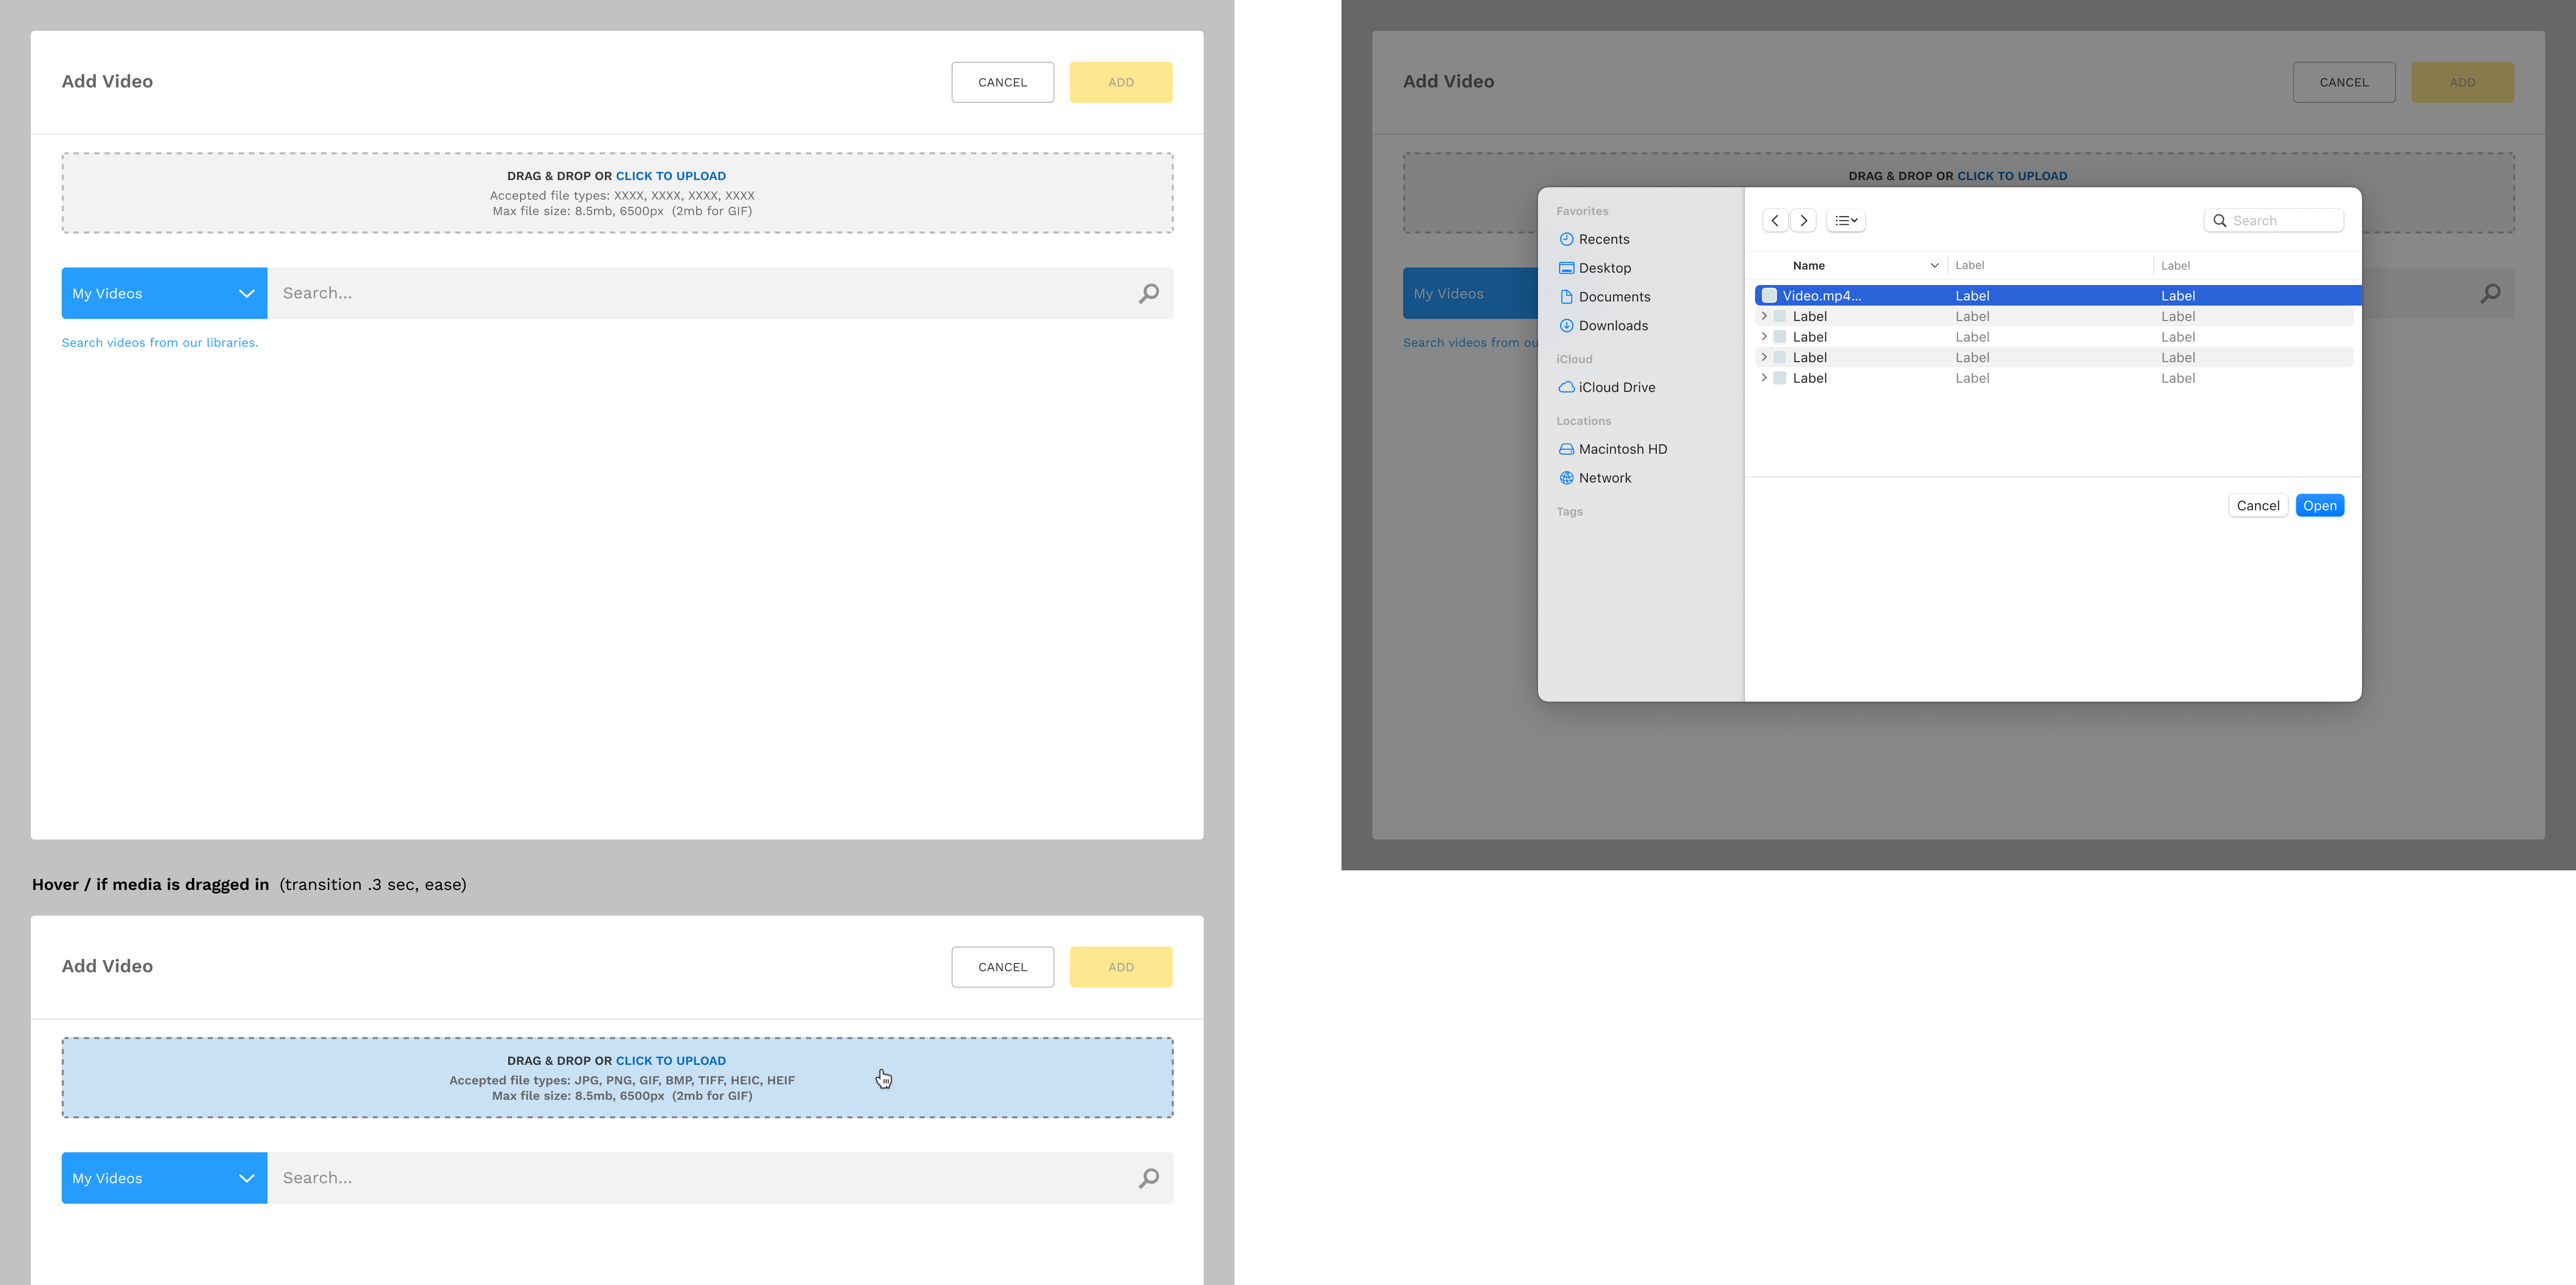 Add Video
CANCEL
ADD
DRAG & DROP OR CLICK TO UPLOAD
Accepted file types: XXXX, XXXX, XXXX, XXXX
Max file size: 8.5mb, 6500px (2mb for GIF)
My Videos
Search...
Search videos from our libraries.
Hover / if media is dragged in (transition .3 sec, ease)
Add Video
CANCEL
ADD
DRAG & DROP OR CLICK TO UPLOAD
Accepted file types: JPG, PNG, GIF, BMP, TIFF, HEIC, HEIF
Max file size: 8.5mb, 6500px (2mb for GIF)
My Videos
Search...
Add Video
CANCEL
ADD
DRAG & DROP OR CLICK TO UPLOAD
My Videos
Search videos from ou
Favorites
Recents
Desktop
Documents
Downloads
iCloud
iCloud Drive
Locations
Macintosh HD
Network
Tags
Search
Name Label Label
Video.mp4... Label Label
Label Label Label
Label Label Label
Label Label Label
Label Label Label
Cancel
Open